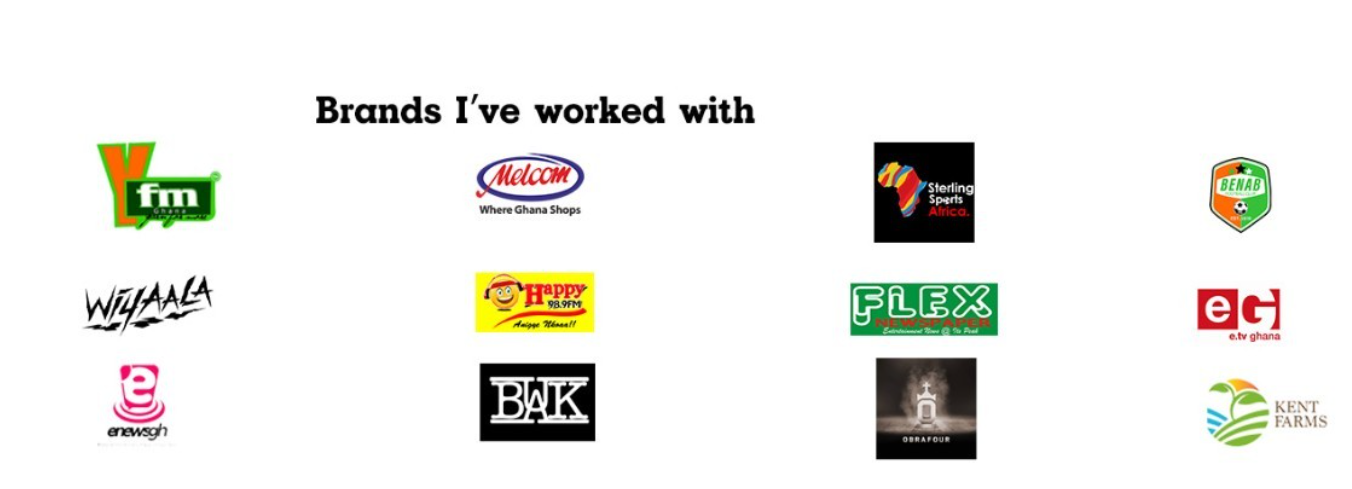 Brands I've worked with
Y fm
Ghana
Melcom
Where Ghana Shops
Sterling
Sports
Africa.
BENAB
WIYAALA
Happy
98.9FM
Anigye Nkoaa!!
FLEX
NEWSPAPER
Entertainment News @ Its Peak
eG
e.tv ghana
e
enewsgh
BWK
OBRAFOUR
KENT
FARMS